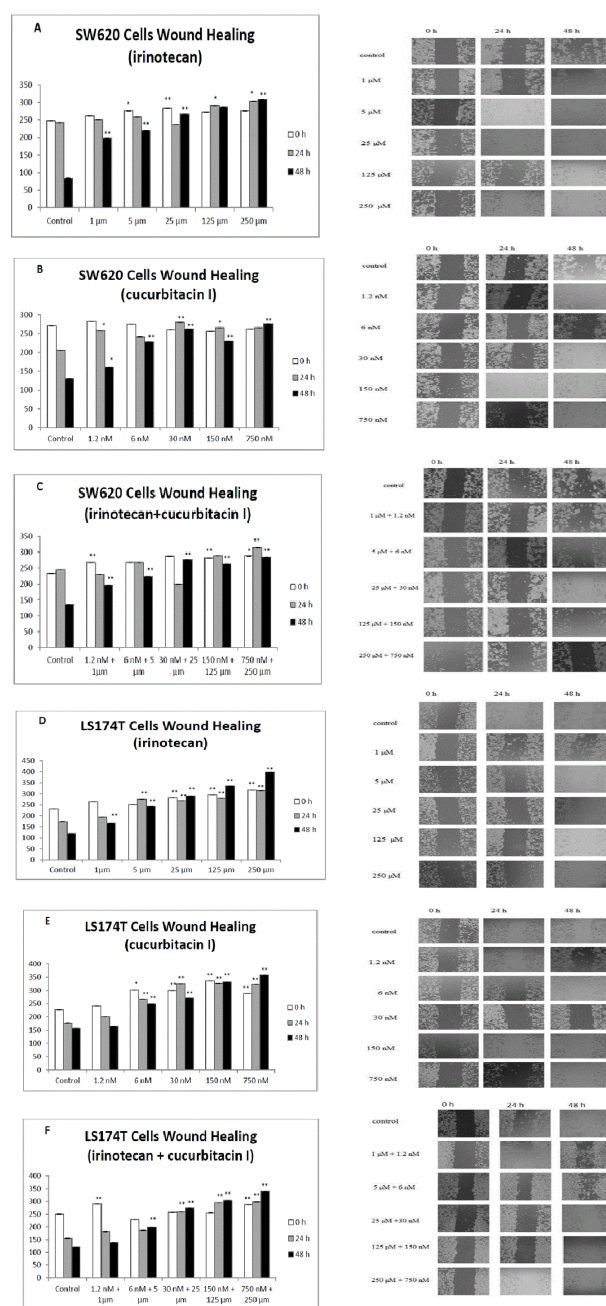 A
SW620 Cells Wound Healing
(irinotecan)
350
300
250
200
150
100
50
0
* ** ** ** ** * * **
0 h
24 h
48 h
Control 1 µm 5 µm 25 µm 125 µm 250 µm
0 h 24 h 48 h
control
1 µM
5 µM
25 µM
125 µM
250 µM
B
SW620 Cells Wound Healing
(cucurbitacin I)
300
250
200
150
100
50
0
* * ** ** ** * ** **
0 h
24 h
48 h
Control 1.2 nM 6 nM 30 nM 150 nM 750 nM
0 h 24 h 48 h
control
1.2 nM
6 nM
30 nM
150 nM
750 nM
C
SW620 Cells Wound Healing
(irinotecan+cucurbitacin I)
350
300
250
200
150
100
50
0
** ** ** ** ** ** * **
0 h
24 h
48 h
Control 1.2 nM + 6 nM + 5 30 nM + 25 150 nM + 750 nM +
1µm µm µm 125 µm 250 µm
0 h 24 h 48 h
control
1 µM + 1.2 nM
5 µM + 6 nM
25 µM + 30 nM
125 µM + 150 nM
250 µM + 750 nM
D
LS174T Cells Wound Healing
(irinotecan)
450
400
350
300
250
200
150
100
50
0
** ** ** ** ** ** ** ** ** ** ** **
0 h
24 h
48 h
Control 1µm 5 µm 25 µm 125 µm 250 µm
0 h 24 h 48 h
control
1 µM
5 µM
25 µM
125 µM
250 µM
E
LS174T Cells Wound Healing
(cucurbitacin I)
400
350
300
250
200
150
100
50
0
* ** ** ** ** ** ** ** ** ** ** **
0 h
24 h
48 h
Control 1.2 nM 6 nM 30 nM 150 nM 750 nM
0 h 24 h 48 h
control
1.2 nM
6 nM
30 nM
150 nM
750 nM
F
LS174T Cells Wound Healing
(irinotecan + cucurbitacin I)
400
350
300
250
200
150
100
50
0
** ** ** ** ** ** ** ** ** **
0 h
24 h
48 h
Control 1.2 nM + 6 nM + 5 30 nM + 25 150 nM + 750 nM +
1µm µm µm 125 µm 250 µm
0 h 24 h 48 h
control
1 µM + 1.2 nM
5 µM + 6 nM
25 µM +30 nM
125 µM + 150 nM
250 µM + 750 nM